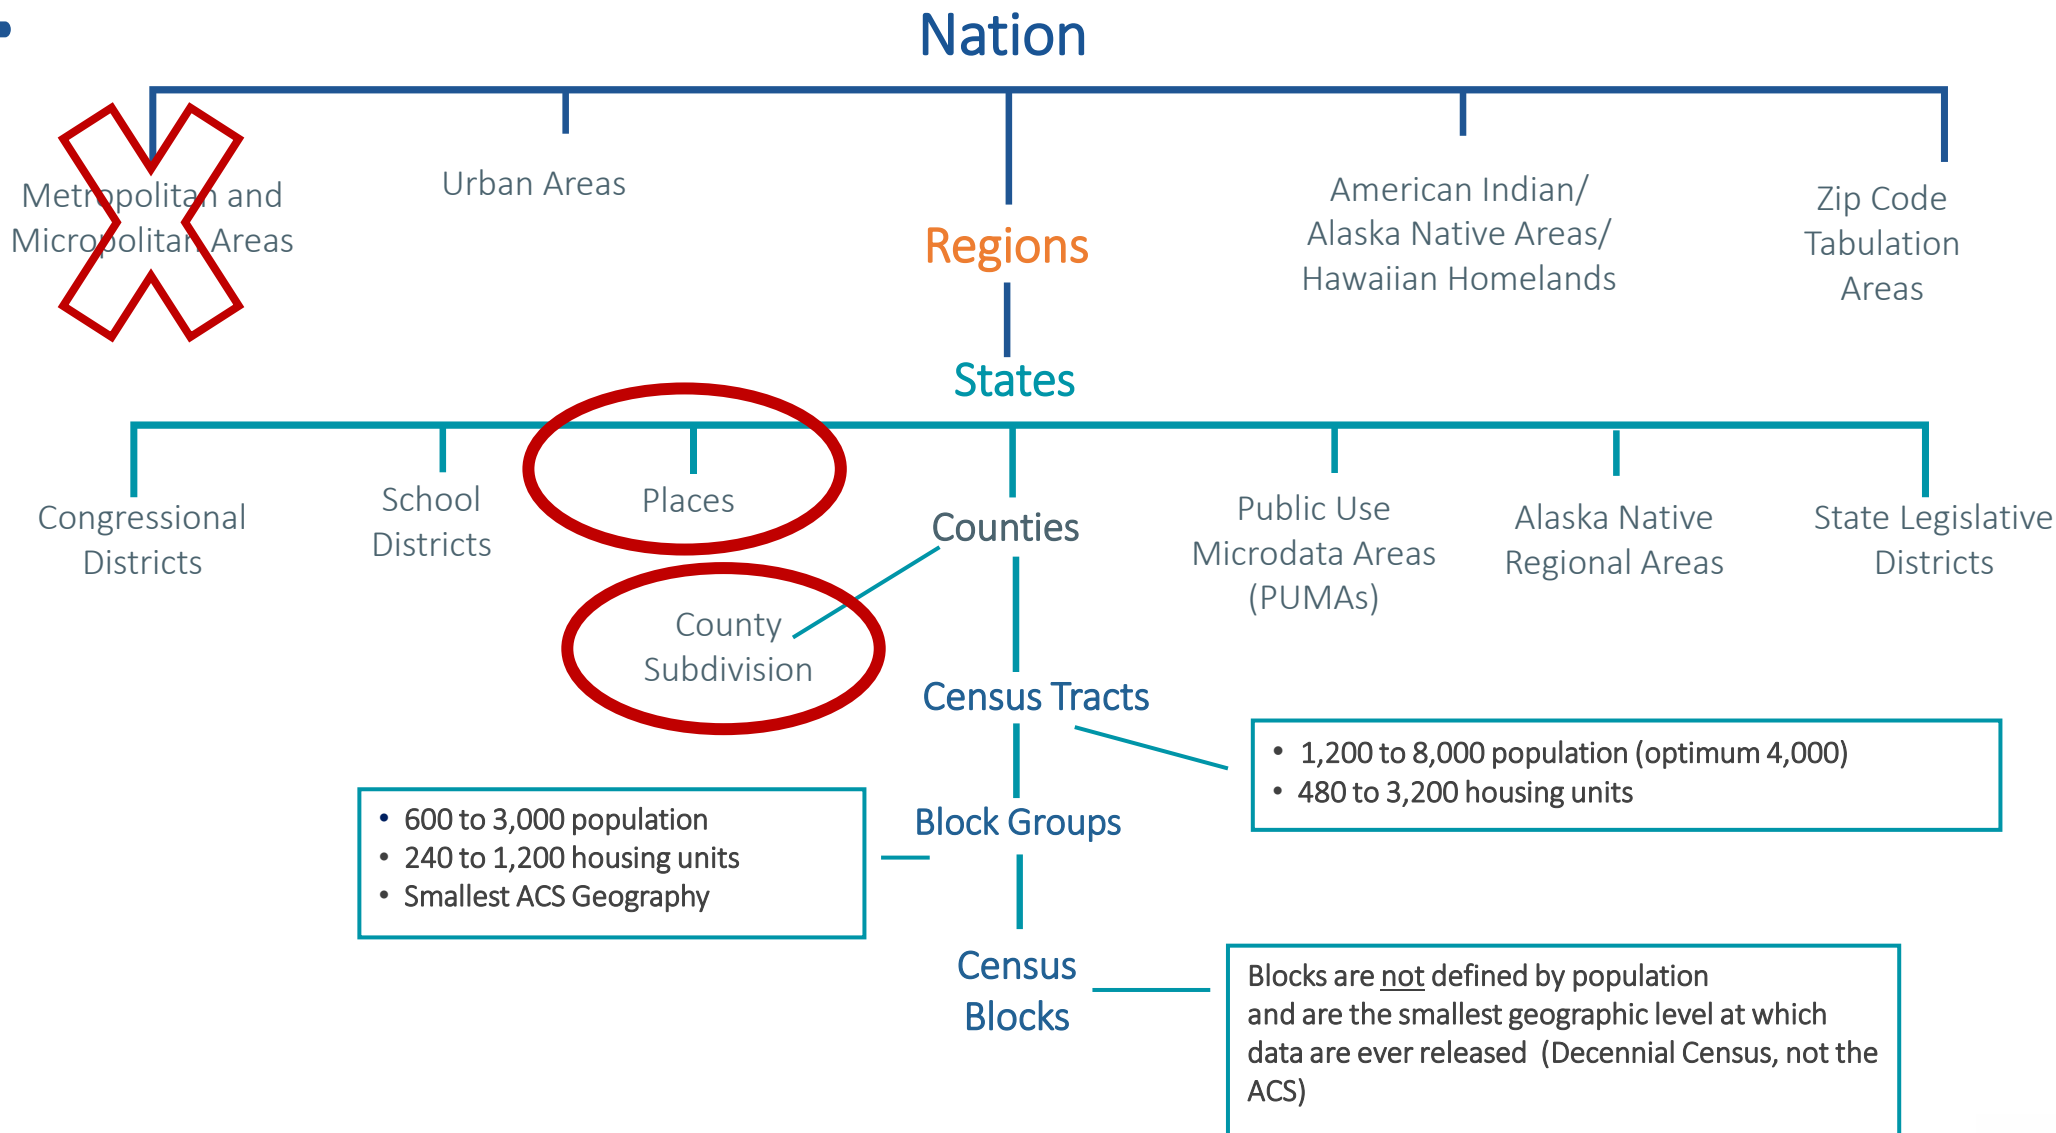 Nation
Metropolitan and
Micropolitan Areas
Urban Areas
Regions
American Indian/
Alaska Native Areas/
Hawaiian Homelands
Zip Code
Tabulation
Areas
States
Congressional
Districts
School
Districts
Places
Counties
Public Use
Microdata Areas
(PUMAs)
Alaska Native
Regional Areas
State Legislative
Districts
County
Subdivision
Census Tracts
• 1,200 to 8,000 population (optimum 4,000)
• 480 to 3,200 housing units
Block Groups
• 600 to 3,000 population
• 240 to 1,200 housing units
• Smallest ACS Geography
Census
Blocks
Blocks are not defined by population
and are the smallest geographic level at which
data are ever released (Decennial Census, not the
ACS)